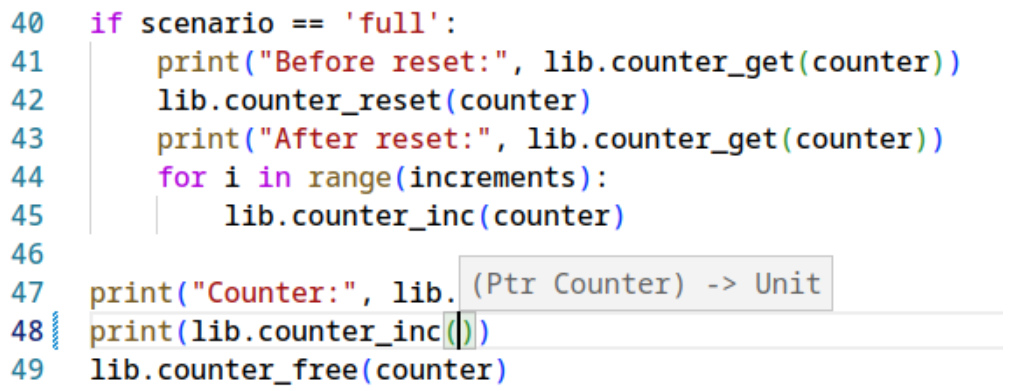 40 if scenario == 'full':
41 print("Before reset:", lib.counter_get(counter))
42 lib.counter_reset(counter)
43 print("After reset:", lib.counter_get(counter))
44 for i in range(increments):
45 lib.counter_inc(counter)
46
47 print("Counter:", lib. (Ptr Counter) -> Unit
48 print(lib.counter_inc())
49 lib.counter_free(counter)